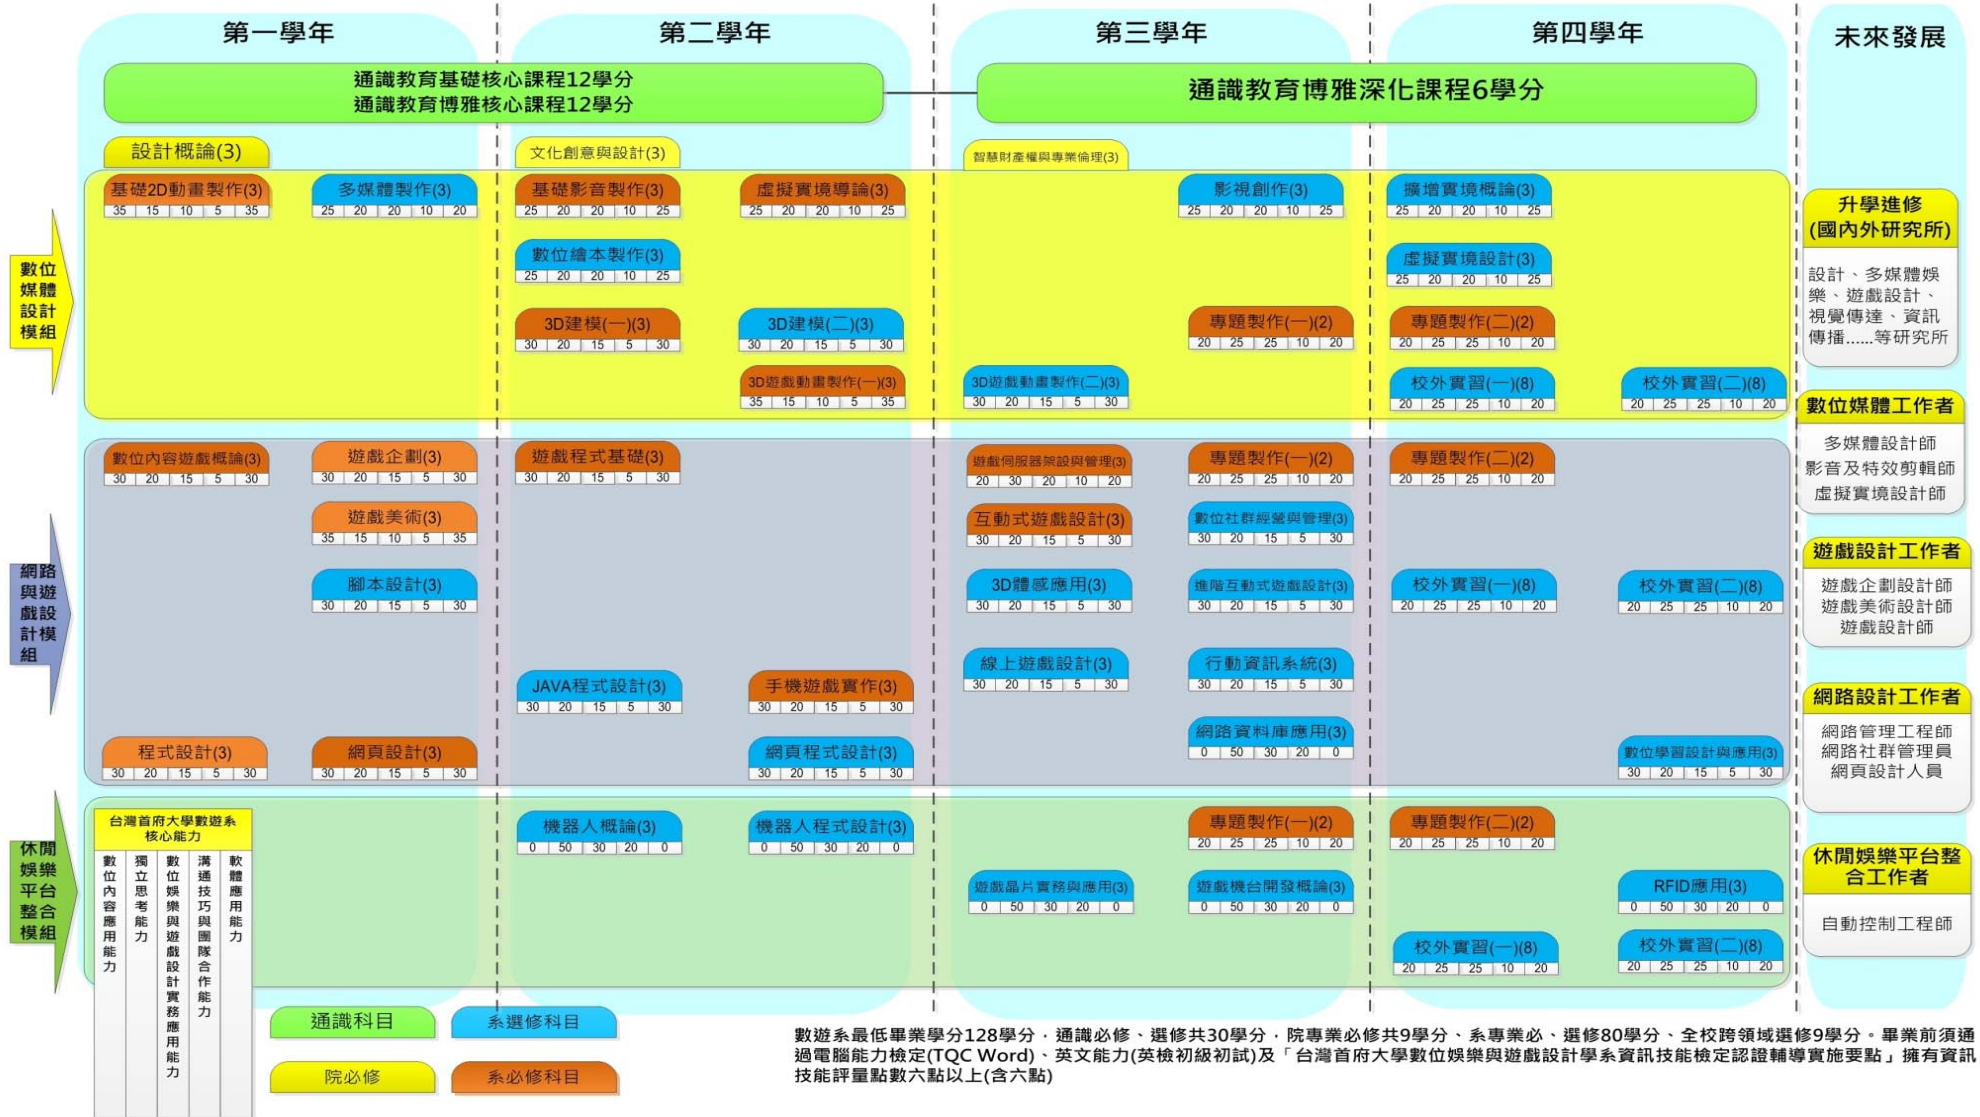 第一學年
第二學年
第三學年
第四學年
未來發展
通識教育基礎核心課程12學分
通識教育博雅核心課程12學分
通識教育博雅深化課程6學分
設計概論(3)
文化創意與設計(3)
智慧財產權與專業倫理(3)
數位
媒體
設計
模組
基礎2D動畫製作(3)
35 15 10 5 35
多媒體製作(3)
25 20 20 10 20
基礎影音製作(3)
25 20 20 10 25
虛擬實境導論(3)
25 20 20 10 25
影視創作(3)
25 20 20 10 25
擴增實境概論(3)
25 20 20 10 25
數位繪本製作(3)
25 20 20 10 25
虛擬實境設計(3)
25 20 20 10 25
3D建模(一)(3)
30 20 15 5 30
3D建模(二)(3)
30 20 15 5 30
專題製作(一)(2)
20 25 25 10 20
專題製作(二)(2)
20 25 25 10 20
3D遊戲動畫製作(一)(3)
35 15 10 5 35
3D遊戲動畫製作(二)(3)
30 20 15 5 30
校外實習(一)(8)
20 25 25 10 20
校外實習(二)(8)
20 25 25 10 20
網路
與遊
戲設
計模
組
數位內容遊戲概論(3)
30 20 15 5 30
遊戲企劃(3)
30 20 15 5 30
遊戲程式基礎(3)
30 20 15 5 30
遊戲伺服器架設與管理(3)
20 30 20 10 20
專題製作(一)(2)
20 25 25 10 20
專題製作(二)(2)
20 25 25 10 20
遊戲美術(3)
35 15 10 5 35
互動式遊戲設計(3)
30 20 15 5 30
數位社群經營與管理(3)
30 20 15 5 30
腳本設計(3)
30 20 15 5 30
3D體感應用(3)
30 20 15 5 30
進階互動式遊戲設計(3)
30 20 15 5 30
校外實習(一)(8)
20 25 25 10 20
校外實習(二)(8)
20 25 25 10 20
JAVA程式設計(3)
30 20 15 5 30
手機遊戲實作(3)
30 20 15 5 30
線上遊戲設計(3)
30 20 15 5 30
行動資訊系統(3)
30 20 15 5 30
程式設計(3)
30 20 15 5 30
網頁設計(3)
30 20 15 5 30
網頁程式設計(3)
30 20 15 5 30
網路資料庫應用(3)
0 50 30 20 0
數位學習設計與應用(3)
30 20 15 5 30
休閒
娛樂
平台
整合
模組
台灣首府大學數遊系
核心能力
數位內容應用能力
獨立思考能力
數位娛樂與遊戲設計實務應用能力
溝通技巧與團隊合作能力
軟體應用能力
機器人概論(3)
0 50 30 20 0
機器人程式設計(3)
0 50 30 20 0
專題製作(一)(2)
20 25 25 10 20
專題製作(二)(2)
20 25 25 10 20
遊戲晶片實務與應用(3)
0 50 30 20 0
遊戲機台開發概論(3)
0 50 30 20 0
RFID應用(3)
0 50 30 20 0
校外實習(一)(8)
20 25 25 10 20
校外實習(二)(8)
20 25 25 10 20
升學進修
(國內外研究所)
設計、多媒體娛
樂、遊戲設計、
視覺傳達、資訊
傳播......等研究所
數位媒體工作者
多媒體設計師
影音及特效剪輯師
虛擬實境設計師
遊戲設計工作者
遊戲企劃設計師
遊戲美術設計師
遊戲設計師
網路設計工作者
網路管理工程師
網路社群管理員
網頁設計人員
休閒娛樂平台整
合工作者
自動控制工程師
通識科目
系選修科目
院必修
系必修科目
數遊系最低畢業學分128學分，通識必修、選修共30學分，院專業必修共9學分、系專業必、選修80學分、全校跨領域選修9學分。畢業前須通
過電腦能力檢定(TQC Word)、英文能力(英檢初級初試)及「台灣首府大學數位娛樂與遊戲設計學系資訊技能檢定認證輔導實施要點」擁有資訊
技能評量點數六點以上(含六點)